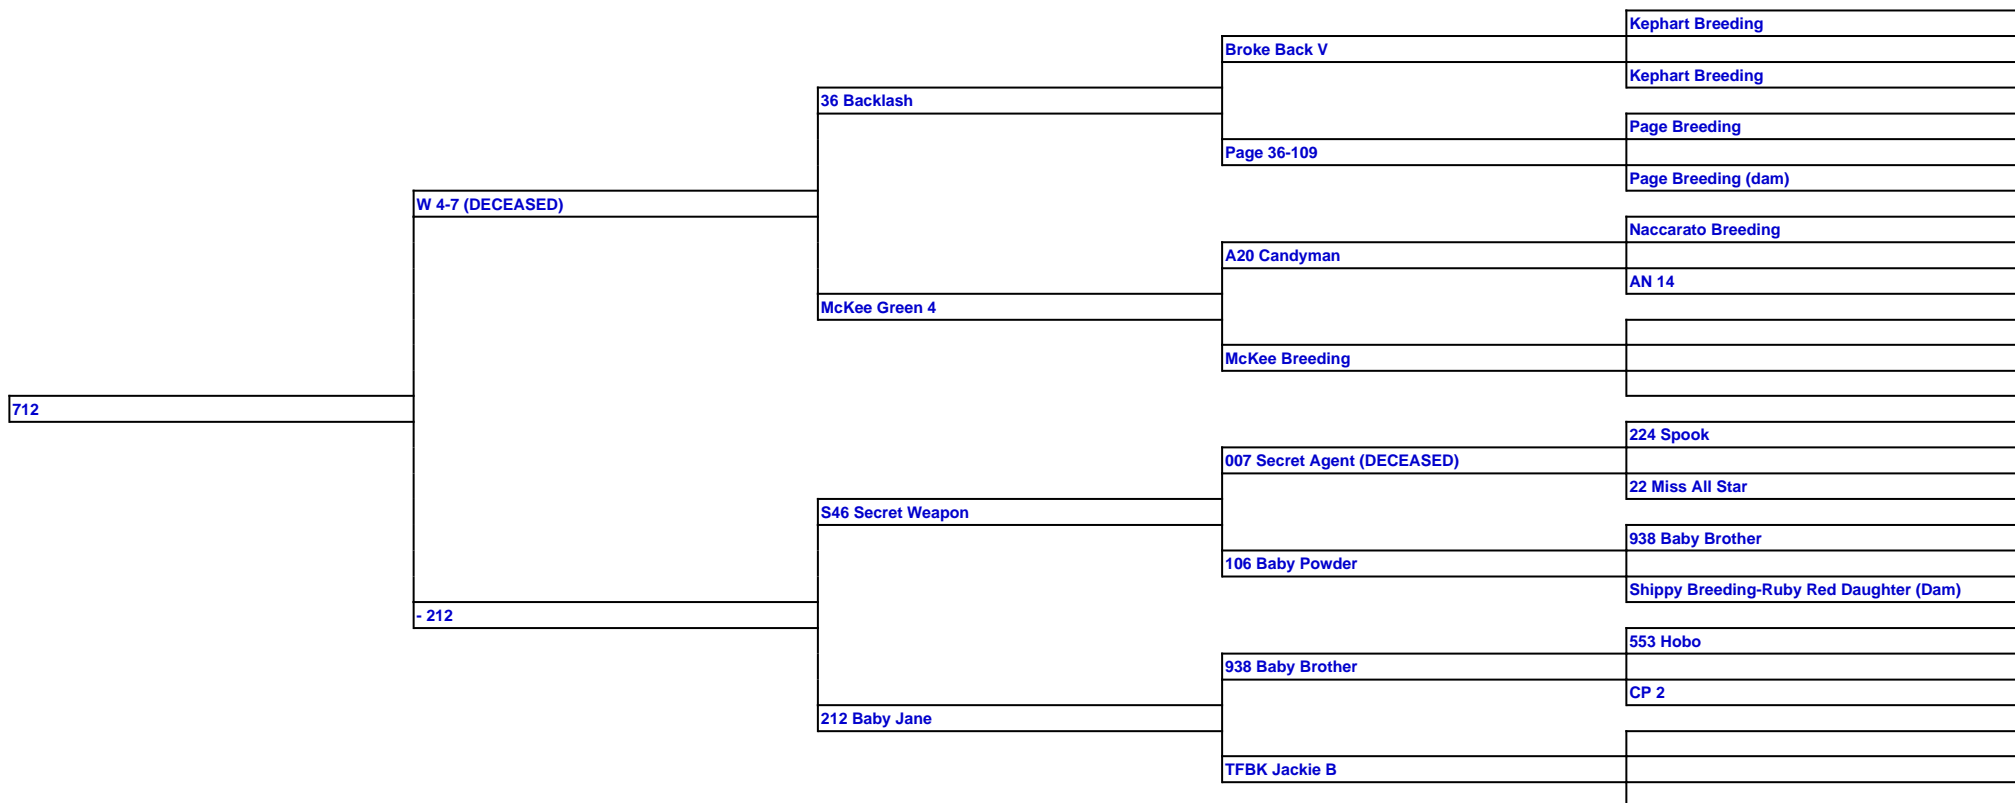 Kephart Breeding
Broke Back V
Kephart Breeding
36 Backlash
Page Breeding
Page 36-109
Page Breeding (dam)
W 4-7 (DECEASED)
Naccarato Breeding
A20 Candyman
AN 14
McKee Green 4
McKee Breeding
712
224 Spook
007 Secret Agent (DECEASED)
22 Miss All Star
S46 Secret Weapon
938 Baby Brother
106 Baby Powder
Shippy Breeding-Ruby Red Daughter (Dam)
- 212
553 Hobo
938 Baby Brother
CP 2
212 Baby Jane
TFBK Jackie B